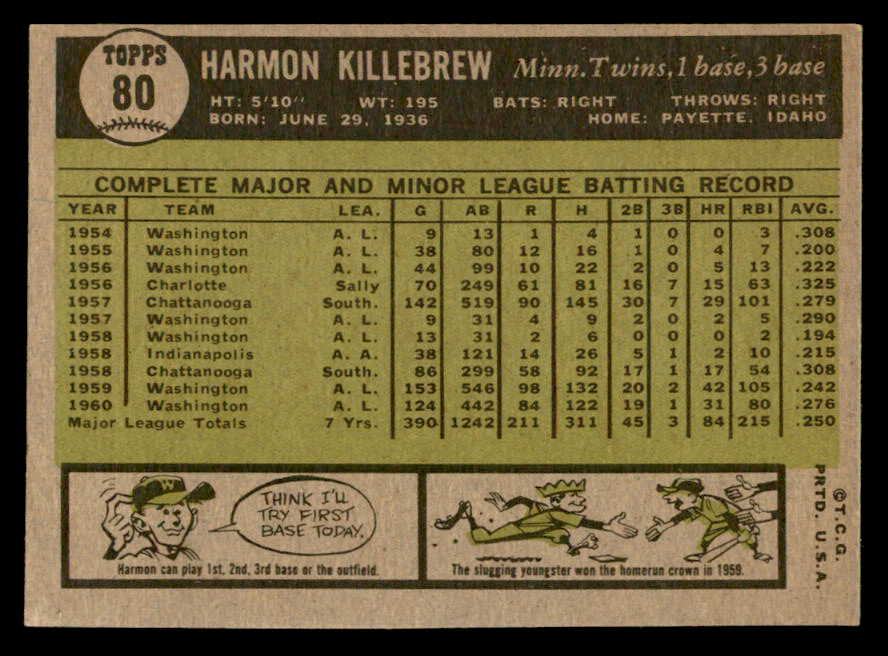 TOPPS
80
HARMON KILLEBREW Minn. Twins, 1 base, 3 base
HT: 5'10" WT: 195 BATS: RIGHT THROWS: RIGHT
BORN: JUNE 29, 1936 HOME: PAYETTE, IDAHO
COMPLETE MAJOR AND MINOR LEAGUE BATTING RECORD
YEAR TEAM LEA. G AB R H 2B 3B HR RBI AVG.
1954 Washington A. L. 9 13 1 4 1 0 0 3 .308
1955 Washington A. L. 38 80 12 16 1 0 4 7 .200
1956 Washington A. L. 44 99 10 22 2 0 5 13 .222
1956 Charlotte Sally 70 249 61 81 16 7 15 63 .325
1957 Chattanooga South. 142 519 90 145 30 7 29 101 .279
1957 Washington A. L. 9 31 4 9 2 0 2 5 .290
1958 Washington A. L. 13 31 2 6 0 0 0 2 .194
1958 Indianapolis A. A. 38 121 14 26 5 1 2 10 .215
1958 Chattanooga South. 86 299 58 92 17 1 17 54 .308
1959 Washington A. L. 153 546 98 132 20 2 42 105 .242
1960 Washington A. L. 124 442 84 122 19 1 31 80 .276
Major League Totals 7 Yrs. 390 1242 211 311 45 3 84 215 .250
W
THINK I'LL
TRY FIRST
BASE TODAY.
Harmon can play 1st, 2nd, 3rd base or the outfield.
The slugging youngster won the homerun crown in 1959.
©T.C.G.
PRTD. U.S.A.